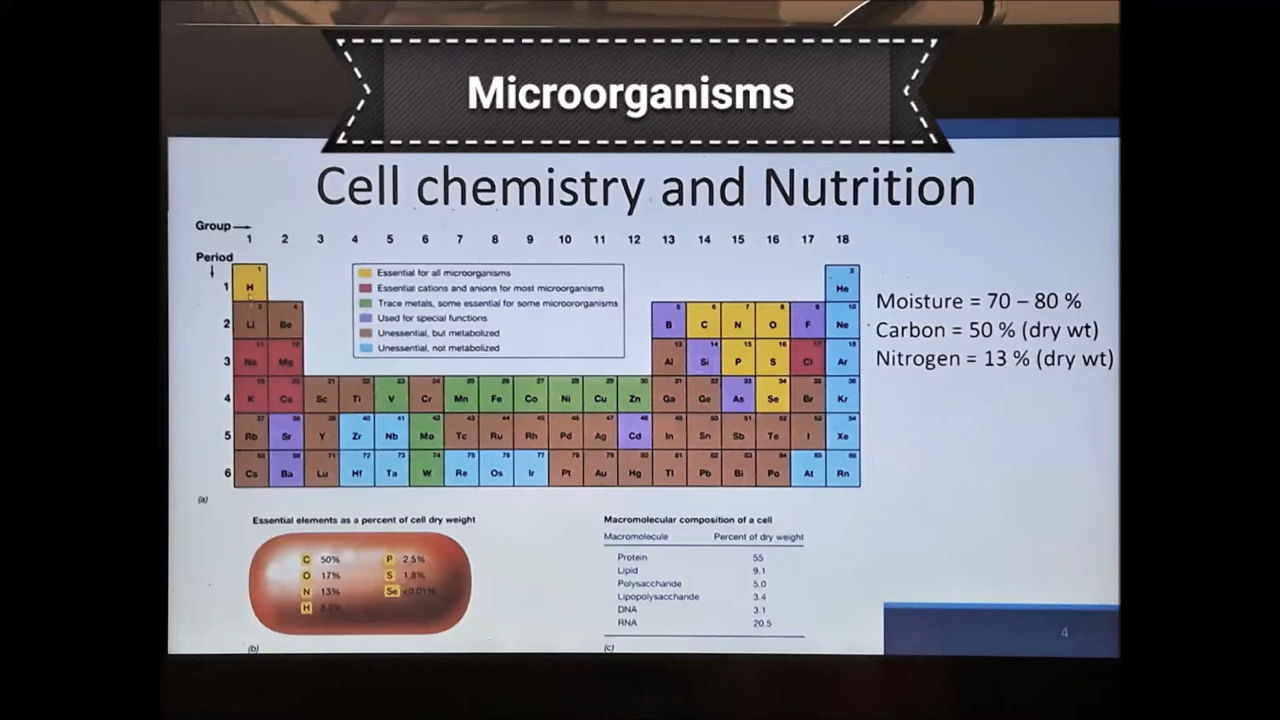 Microorganisms
Cell chemistry and Nutrition
Group
1 2 3 4 5 6 7 8 9 10 11 12 13 14 15 16 17 18
Period
Essential for all microorganisms
Essential cations and anions for most microorganisms
Trace metals, some essential for some micrororganisms
Used for special functions
Unessential, but metabolized
Unessential, not metabolized
1 H He
2 Li Be B C N O F Ne
3 Na Mg Al Si P S Cl Ar
4 K Ca Sc Ti V Cr Mn Fe Co Ni Cu Zn Ga Ge As Se Br Kr
5 Rb Sr Y Zr Nb Mo Tc Ru Rh Pd Ag Cd In Sn Sb Te I Xe
6 Cs Ba Lu Hf Ta W Re Os Ir Pt Au Hg Tl Pb Bi Po At Rn
Moisture = 70 – 80 %
Carbon = 50 % (dry wt)
Nitrogen = 13 % (dry wt)
(a)
Essential elements as a percent of cell dry weight
C 50% P 2.5%
O 17% S 1.8%
N 13% Se <0.01%
H
(b)
Macromolecular composition of a cell
Macromolecule Percent of dry weight
Protein 55
Lipid 9.1
Polysaccharide 5.0
Lipopolysaccharide 3.4
DNA 3.1
RNA 20.5
(c)
4